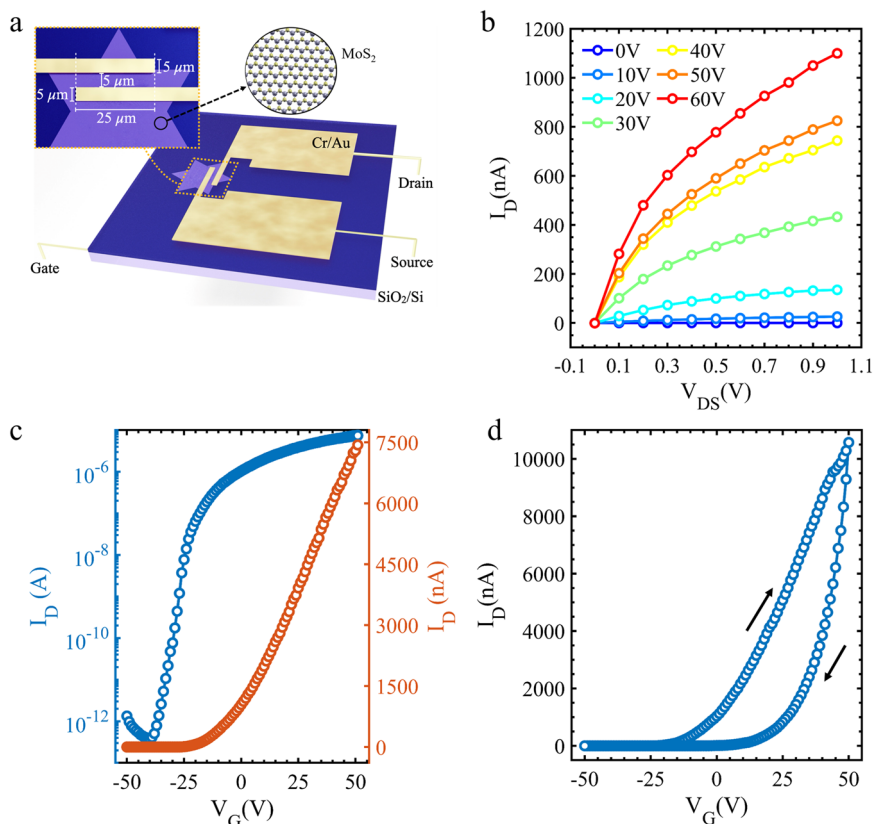 a
5 μm
5 μm
5 μm
25 μm
MoS2
Cr/Au
Drain
Gate
Source
SiO2/Si
b
0V
10V
20V
30V
40V
50V
60V
1200
1000
800
600
400
200
0
ID(nA)
-0.1 0.1 0.3 0.5 0.7 0.9 1.1
VDS(V)
c
10-6
10-8
10-10
10-12
ID (A)
7500
6000
4500
3000
1500
0
ID (nA)
-50 -25 0 25 50
VG(V)
d
10000
8000
6000
4000
2000
0
ID(nA)
-50 -25 0 25 50
VG(V)